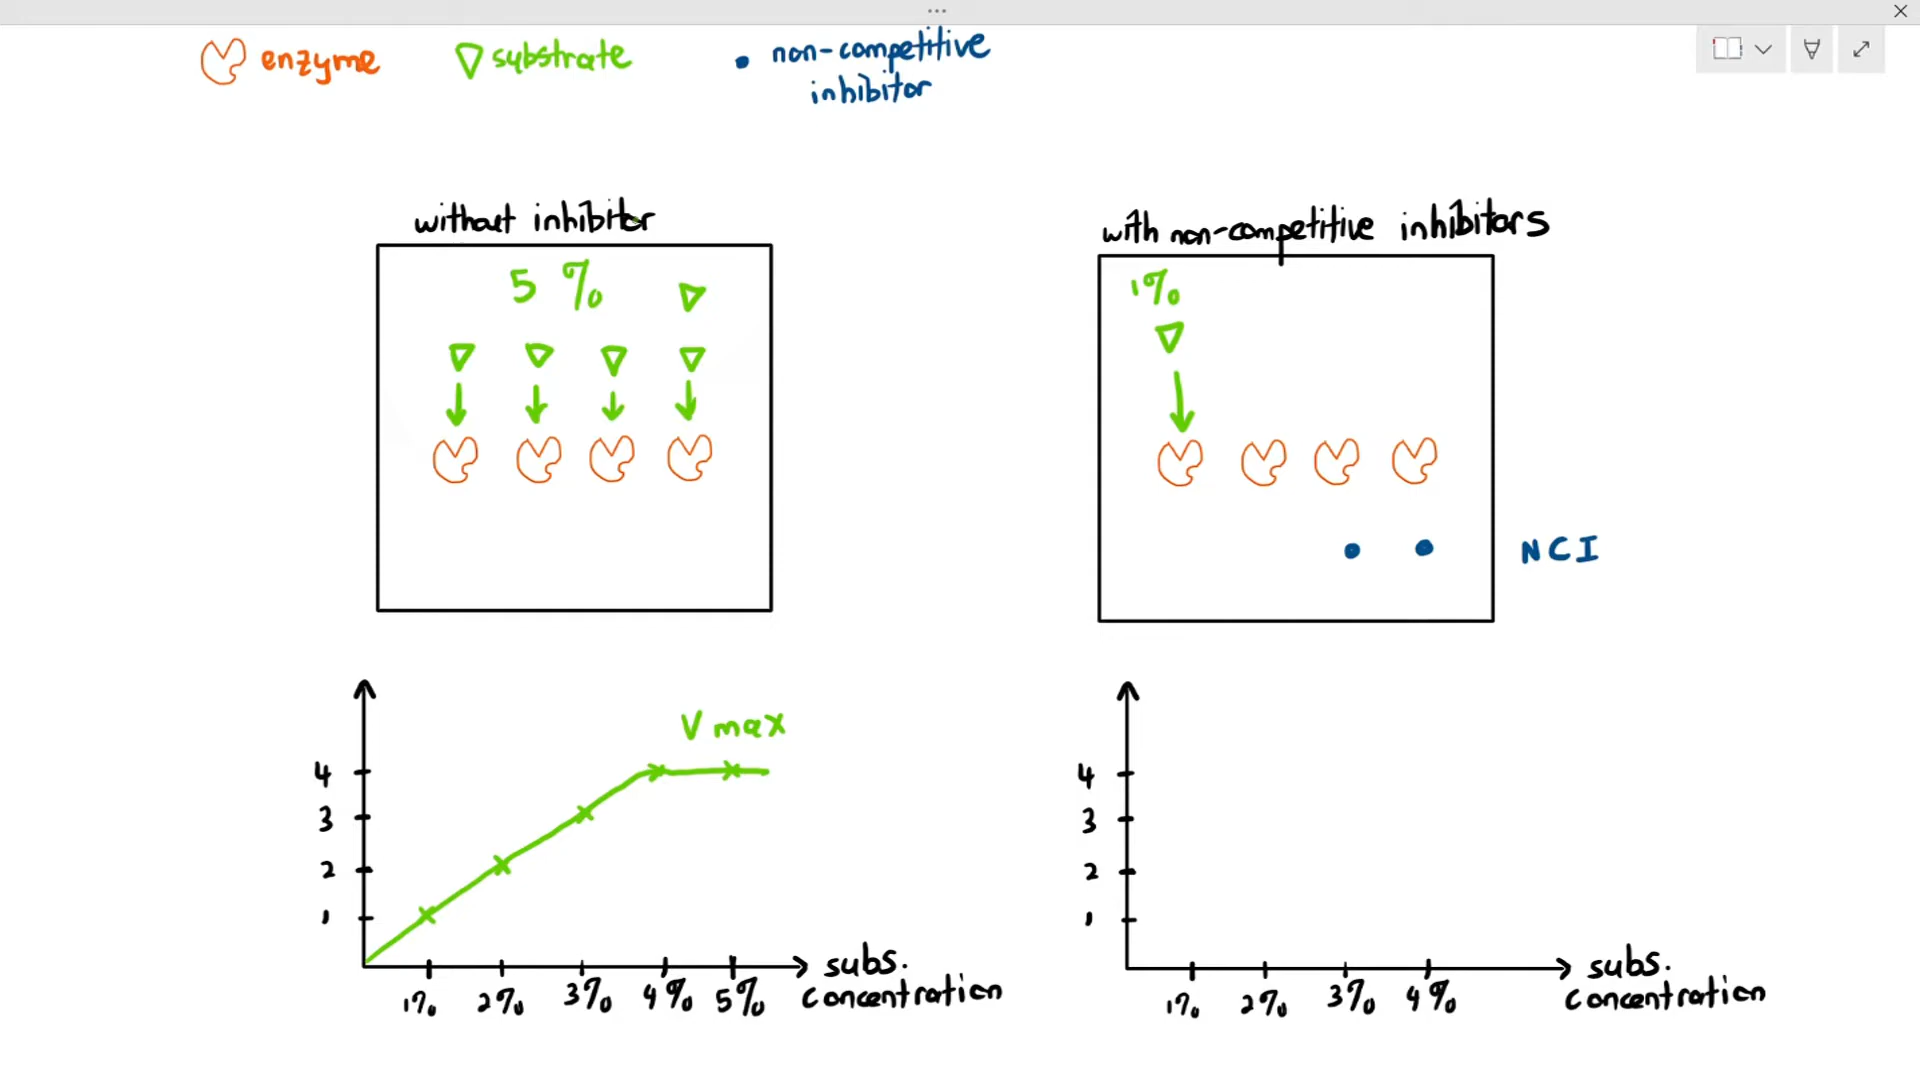 enzyme
substrate
non-competitive
inhibitor
without inhibitor
5 %
with non-competitive inhibitors
1%
NCI
V max
4
3
2
1
1% 2% 3% 4% 5%
subs.
concentration
4
3
2
1
1% 2% 3% 4%
subs.
concentration